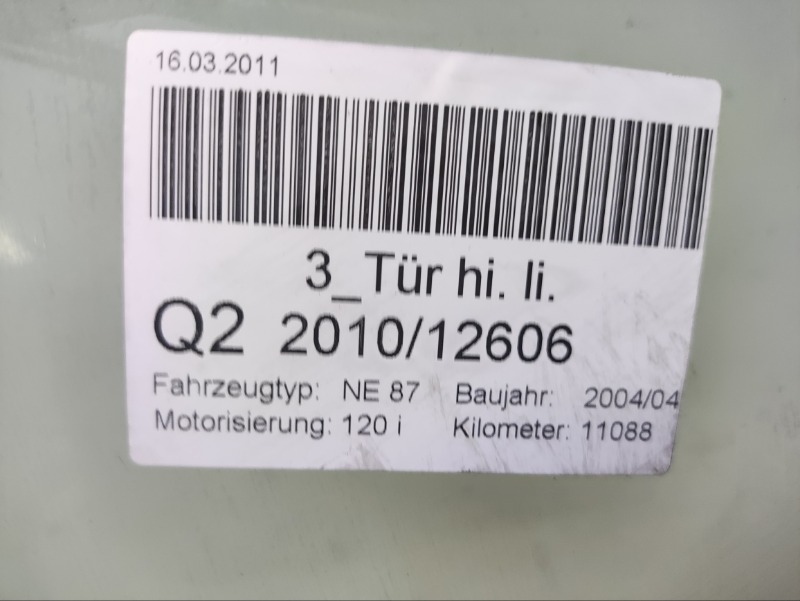 16.03.2011
3_Tür hi. li.
Q2 2010/12606
Fahrzeugtyp: NE 87 Baujahr: 2004/04
Motorisierung: 120 i Kilometer: 11088